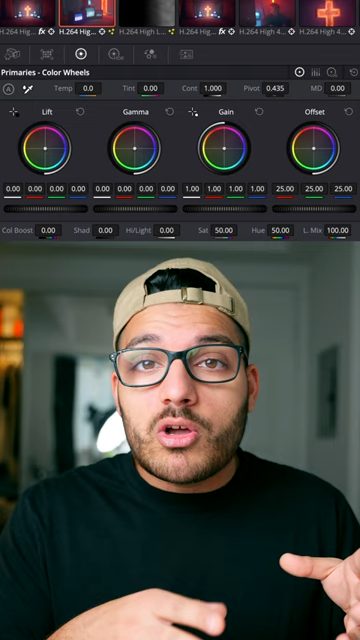 H.264 Hig... fx H.264 Hig... H.264 High L... H.264 Hig... fx H.264 High 4... H.264 High 4...
Primaries - Color Wheels
A Temp 0.0 Tint 0.00 Cont 1.000 Pivot 0.435 MD 0.00
Lift Gamma Gain Offset
0.00 0.00 0.00 0.00 0.00 0.00 0.00 0.00 1.00 1.00 1.00 1.00 25.00 25.00 25.00
Col Boost 0.00 Shad 0.00 Hi/Light 0.00 Sat 50.00 Hue 50.00 L. Mix 100.00